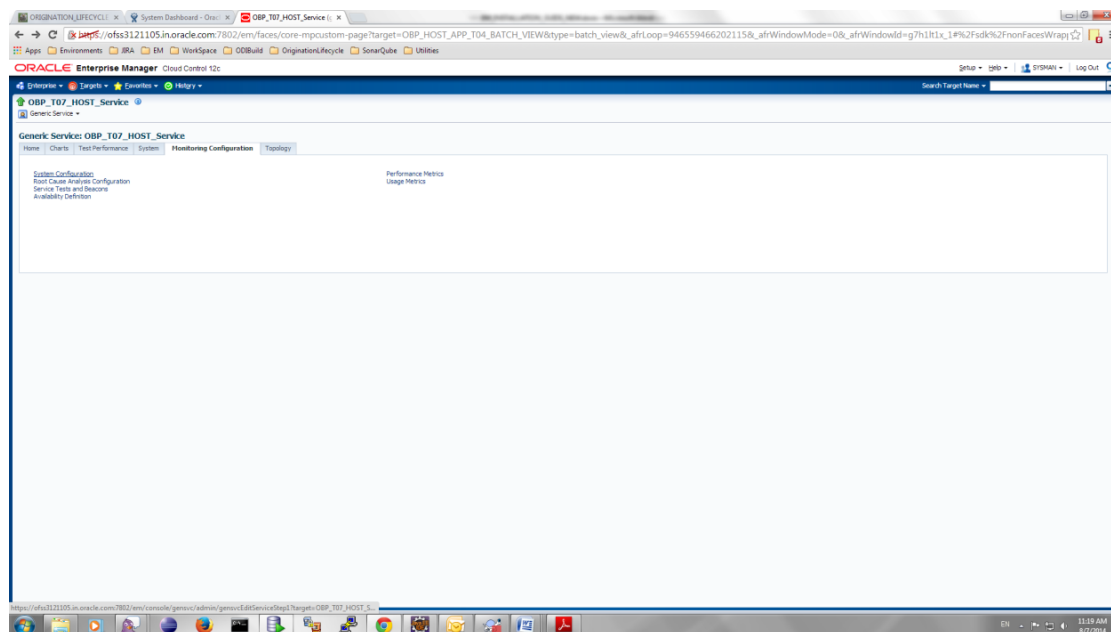 ORIGINATION_LIFECYCL
System Dashboard - Orac
OBP_T07_HOST_Service (
https://ofss3121105.in.oracle.com:7802/em/faces/core-mpcustom-page?target=OBP_HOST_APP_T04_BATCH_VIEW&type=batch_view&_afrLoop=946559466202115&_afrWindowMode=0&_afrWindowId=g7h1lt1x_1#%2Fsdk%2FnonFacesWrap
Apps Environments JIRA EM WorkSpace ODIBuild OriginationLifecycle SonarQube Utilities
ORACLE Enterprise Manager Cloud Control 12c
Setup Help SYSMAN Log Out
Enterprise Targets Favorites History
Search Target Name
OBP_T07_HOST_Service
Generic Service
Generic Service: OBP_T07_HOST_Service
Home Charts Test Performance System Monitoring Configuration Topology
System Configuration
Root Cause Analysis Configuration
Service Tests and Beacons
Availability Definition
Performance Metrics
Usage Metrics
https://ofss3121105.in.oracle.com:7802/em/console/gensvc/admin/gensvcEditServiceStep1?target=OBP_T07_HOST_S...
EN
11:19 AM
8/7/2014